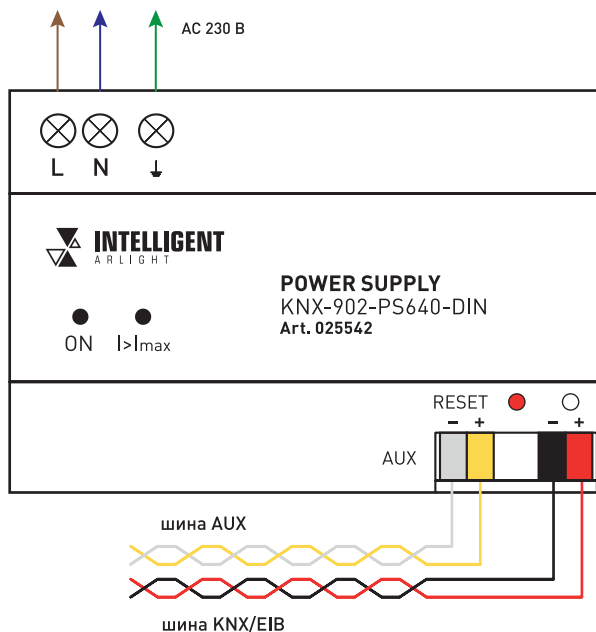 AC 230 В
L N
INTELLIGENT
ARLIGHT
POWER SUPPLY
KNX-902-PS640-DIN
Art. 025542
ON I>Imax
RESET
– + – +
AUX
шина AUX
шина KNX/EIB